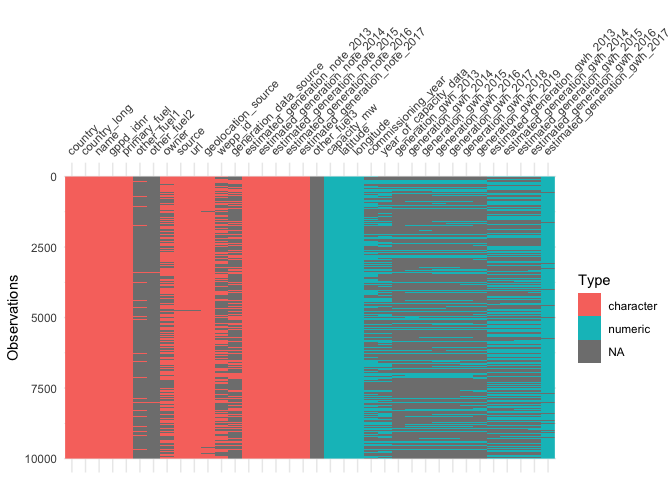 country
country_long
name
gppd_idnr
primary_fuel
other_fuel1
other_fuel2
owner
source
geolocation_source
wepp_id
generation_data_source
estimated_generation_note_2013
estimated_generation_note_2014
estimated_generation_note_2015
estimated_generation_note_2016
estimated_generation_note_2017
other_fuel3
capacity_mw
latitude
longitude
commissioning_year
year_of_capacity_data
generation_gwh_2013
generation_gwh_2014
generation_gwh_2015
generation_gwh_2016
generation_gwh_2017
generation_gwh_2018
generation_gwh_2019
estimated_generation_gwh_2013
estimated_generation_gwh_2014
estimated_generation_gwh_2015
estimated_generation_gwh_2016
estimated_generation_gwh_2017
0
2500
5000
7500
10000
Observations
Type
character
numeric
NA